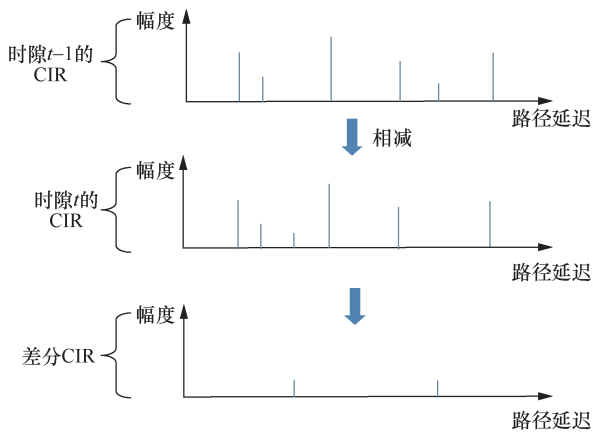 幅度
时隙t−1的
CIR
路径延迟
相减
幅度
时隙t的
CIR
路径延迟
幅度
差分CIR
路径延迟